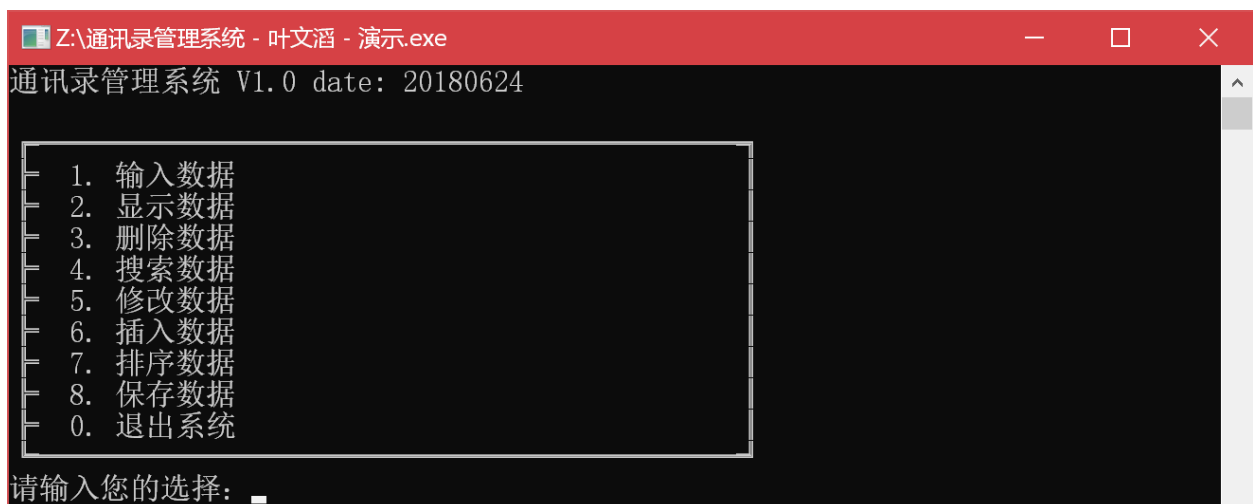 Z:\通讯录管理系统 - 叶文滔 - 演示.exe
通讯录管理系统 V1.0 date: 20180624
1. 输入数据
2. 显示数据
3. 删除数据
4. 搜索数据
5. 修改数据
6. 插入数据
7. 排序数据
8. 保存数据
0. 退出系统
请输入您的选择：